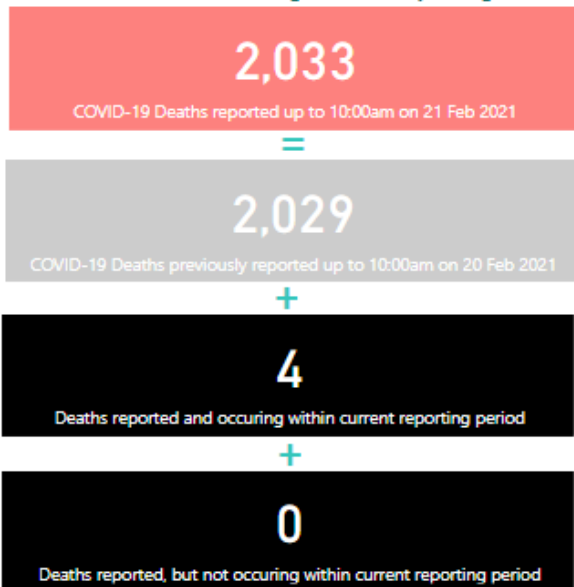 2,033
COVID-19 Deaths reported up to 10:00am on 21 Feb 2021
=
2,029
COVID-19 Deaths previously reported up to 10:00am on 20 Feb 2021
+
4
Deaths reported and occuring within current reporting period
+
0
Deaths reported, but not occuring within current reporting period